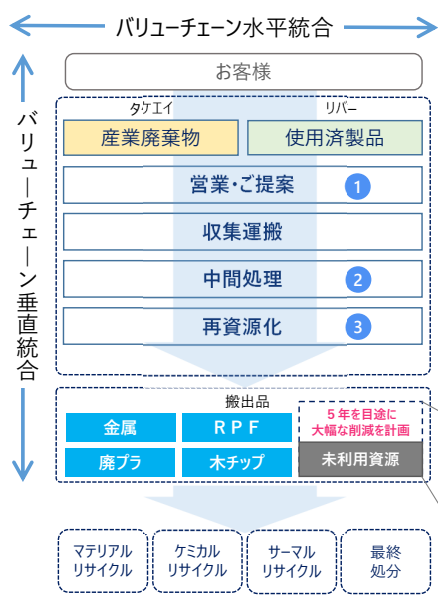 バリューチェーン水平統合
バリューチェーン垂直統合
お客様
タケエイ
リバー
産業廃棄物
使用済製品
営業・ご提案 1
収集運搬
中間処理 2
再資源化 3
搬出品
金属
RPF
5年を目途に
大幅な削減を計画
廃プラ
木チップ
未利用資源
マテリアル
リサイクル
ケミカル
リサイクル
サーマル
リサイクル
最終
処分